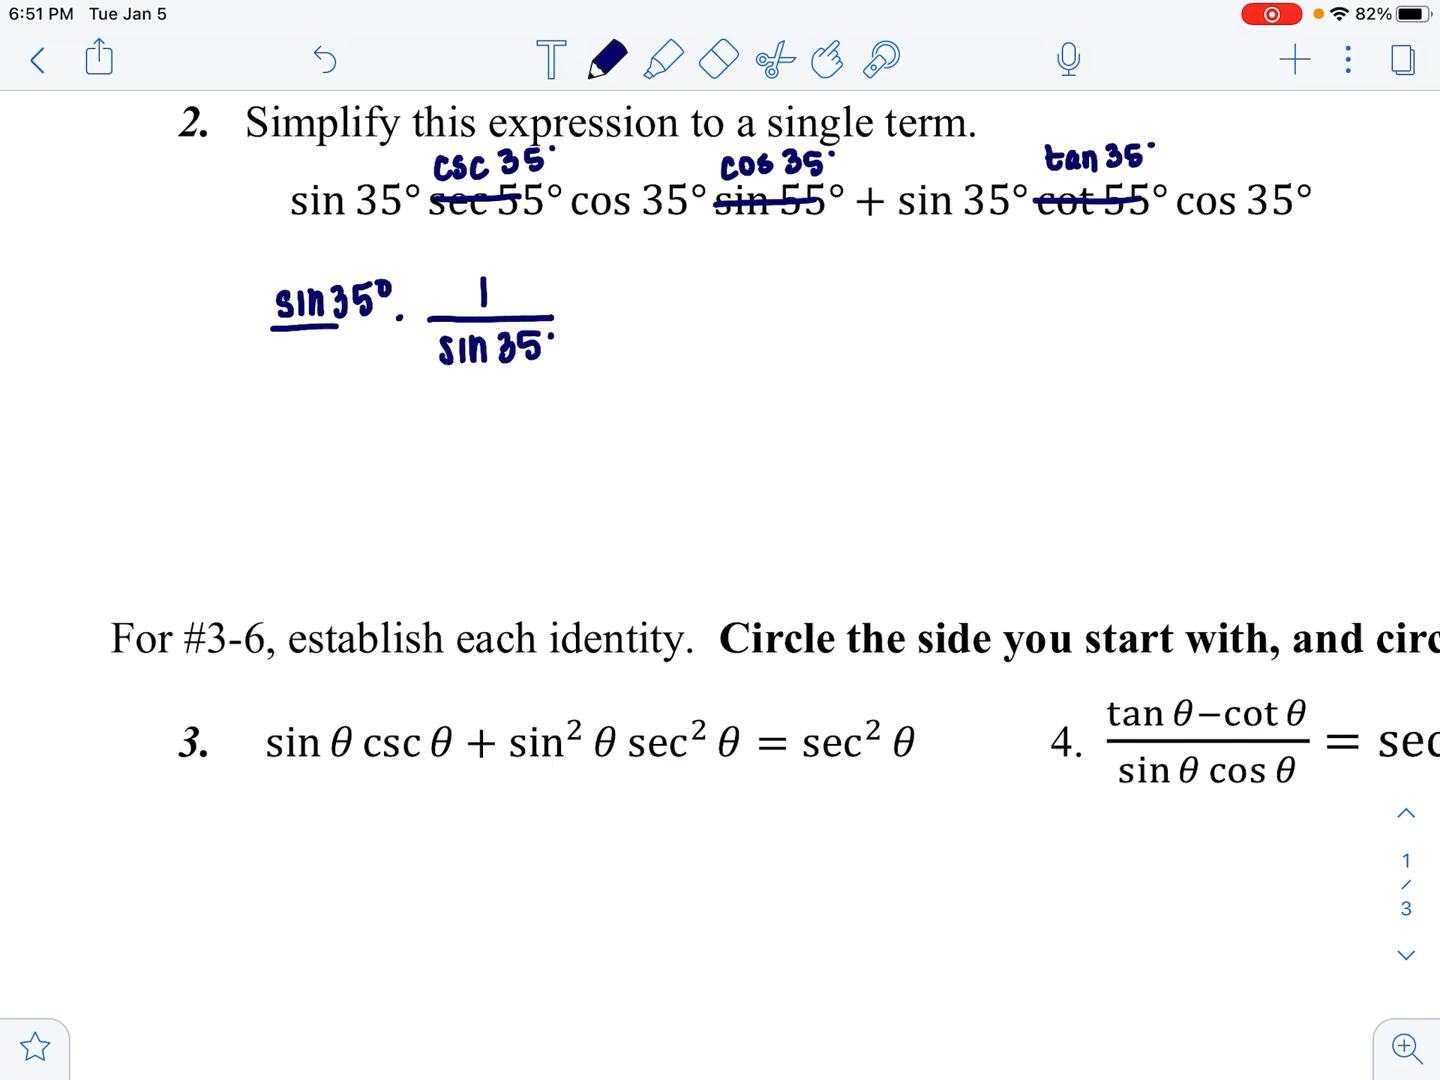 6:51 PM Tue Jan 5 82%
2. Simplify this expression to a single term.
csc 35° cos 35° tan 35°
sin 35° sec 55° cos 35° sin 55° + sin 35° cot 55° cos 35°
sin 35° · 1
sin 35°
For #3-6, establish each identity. Circle the side you start with, and circ
3. sin θ csc θ + sin² θ sec² θ = sec² θ
4. tan θ−cot θ
sin θ cos θ
= sec
1
/
3